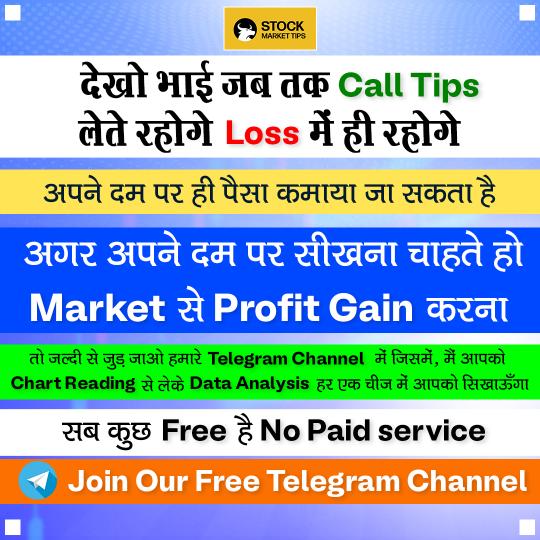 STOCK
MARKET TIPS
देखो भाई जब तक Call Tips
लेते रहोगे Loss में ही रहोगे
अपने दम पर ही पैसा कमाया जा सकता है
अगर अपने दम पर सीखना चाहते हो
Market से Profit Gain करना
तो जल्दी से जुड़ जाओ हमारे Telegram Channel में जिसमें, मैं आपको
Chart Reading से लेके Data Analysis हर एक चीज में आपको सिखाऊँगा
सब कुछ Free है No Paid service
Join Our Free Telegram Channel